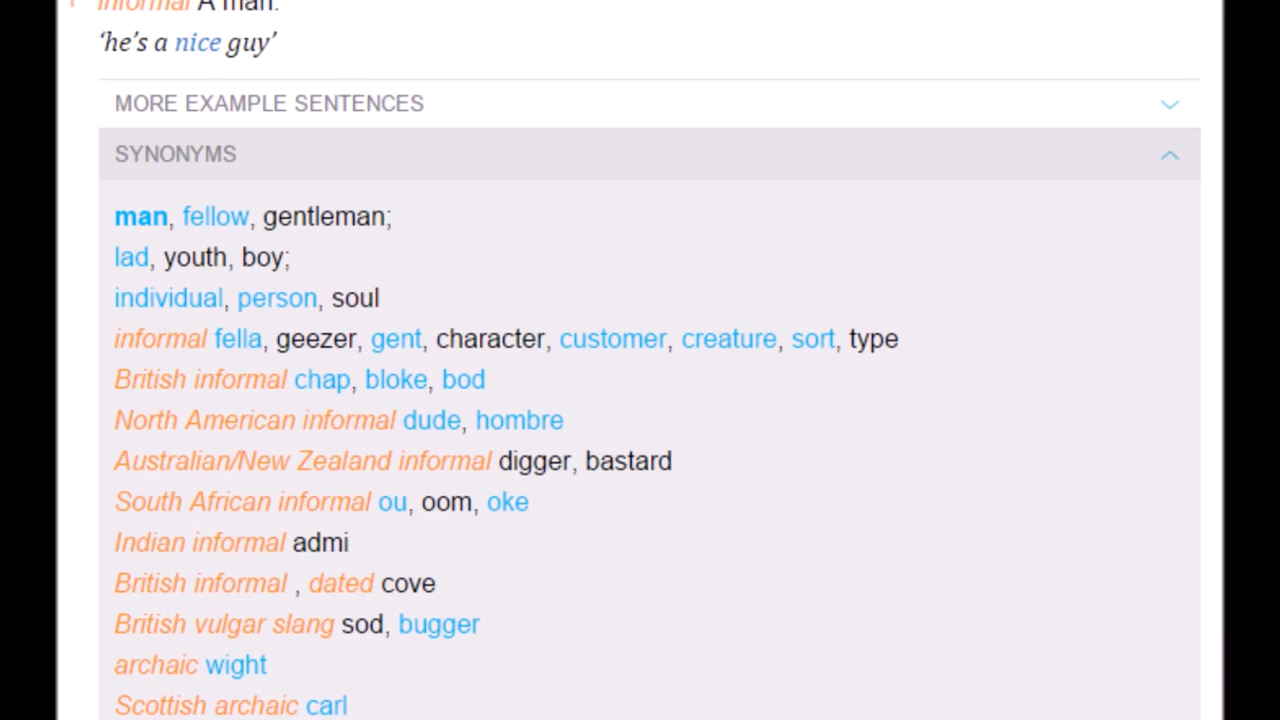 informal A man.
‘he’s a nice guy’
MORE EXAMPLE SENTENCES
SYNONYMS
man, fellow, gentleman;
lad, youth, boy;
individual, person, soul
informal fella, geezer, gent, character, customer, creature, sort, type
British informal chap, bloke, bod
North American informal dude, hombre
Australian/New Zealand informal digger, bastard
South African informal ou, oom, oke
Indian informal admi
British informal , dated cove
British vulgar slang sod, bugger
archaic wight
Scottish archaic carl